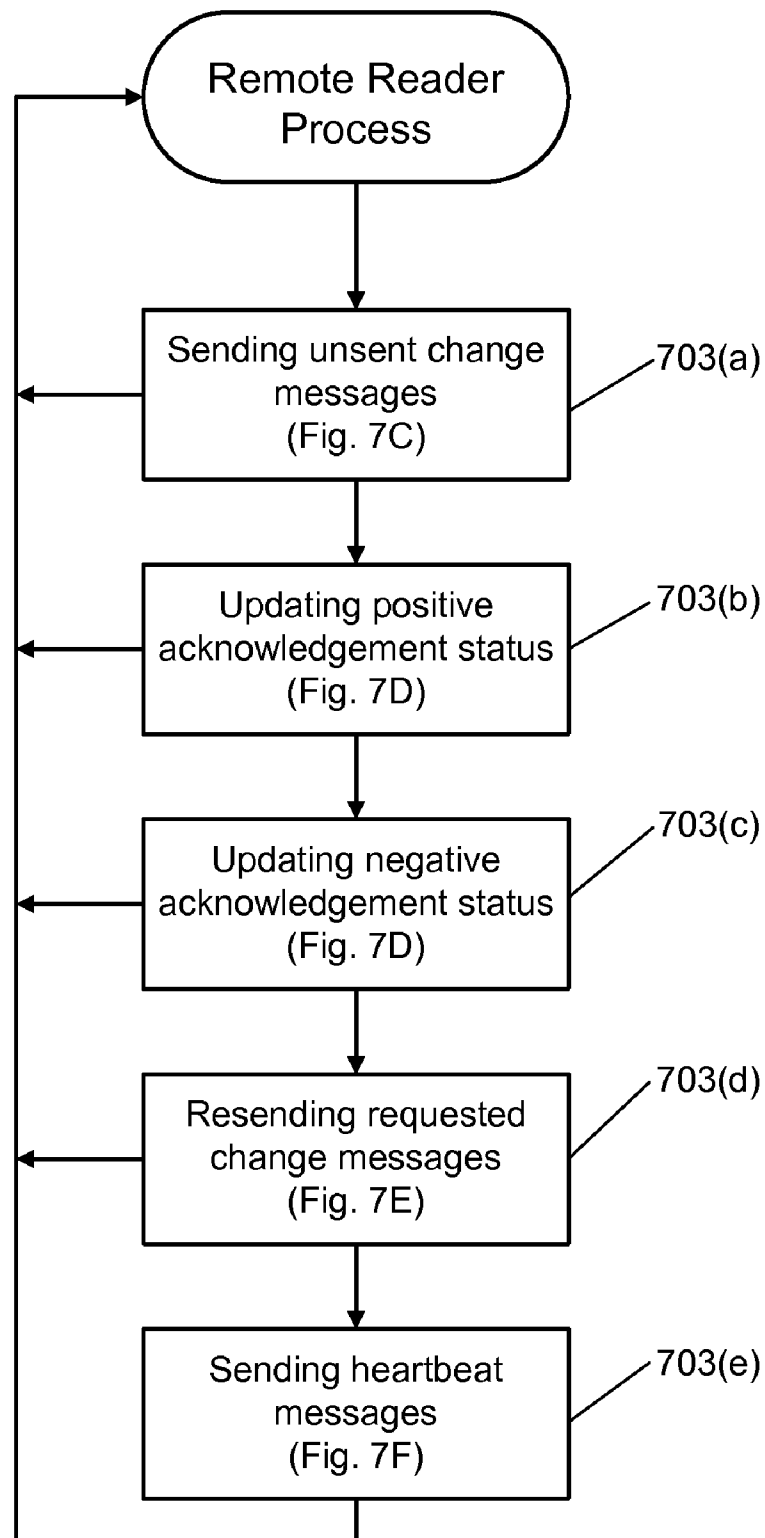 Remote Reader
Process
Sending unsent change
messages
(Fig. 7C)
703(a)
Updating positive
acknowledgement status
(Fig. 7D)
703(b)
Updating negative
acknowledgement status
(Fig. 7D)
703(c)
Resending requested
change messages
(Fig. 7E)
703(d)
Sending heartbeat
messages
(Fig. 7F)
703(e)